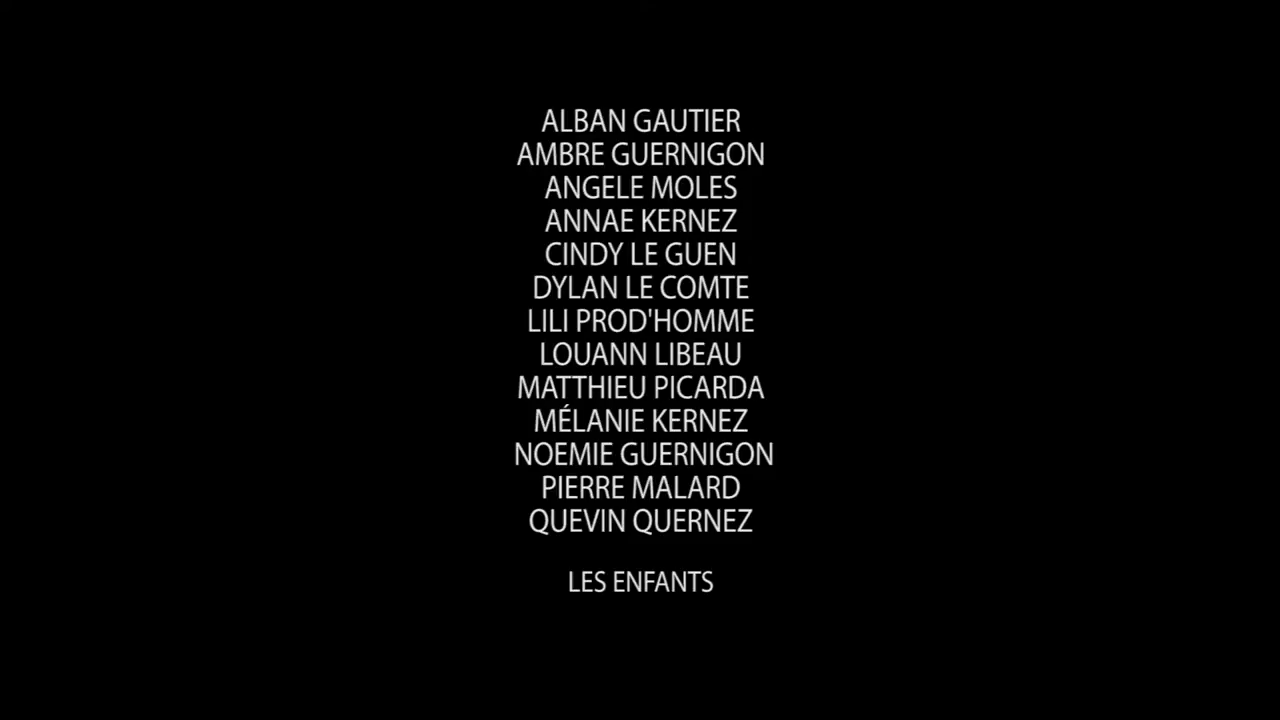 ALBAN GAUTIER
AMBRE GUERNIGON
ANGELE MOLES
ANNAE KERNEZ
CINDY LE GUEN
DYLAN LE COMTE
LILI PROD'HOMME
LOUANN LIBEAU
MATTHIEU PICARDA
MÉLANIE KERNEZ
NOEMIE GUERNIGON
PIERRE MALARD
QUEVIN QUERNEZ
LES ENFANTS